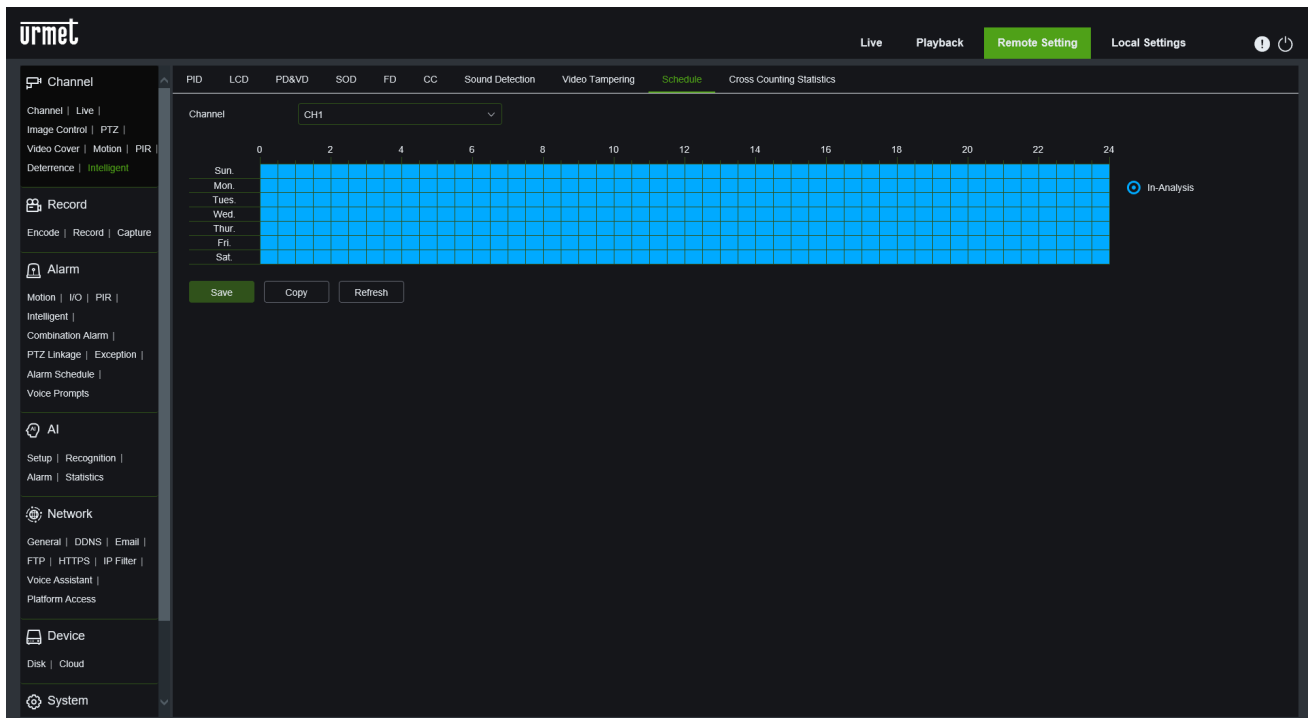 urmet
Live Playback Remote Setting Local Settings
Channel
Channel | Live |
Image Control | PTZ |
Video Cover | Motion | PIR |
Deterrence | Intelligent
Record
Encode | Record | Capture
Alarm
Motion | I/O | PIR |
Intelligent |
Combination Alarm |
PTZ Linkage | Exception |
Alarm Schedule |
Voice Prompts
AI
Setup | Recognition |
Alarm | Statistics
Network
General | DDNS | Email |
FTP | HTTPS | IP Filter |
Voice Assistant |
Platform Access
Device
Disk | Cloud
System
PID LCD PD&VD SOD FD CC Sound Detection Video Tampering Schedule Cross Counting Statistics
Channel CH1
0 2 4 6 8 10 12 14 16 18 20 22 24
Sun.
Mon.
Tues.
Wed.
Thur.
Fri.
Sat.
In-Analysis
Save Copy Refresh